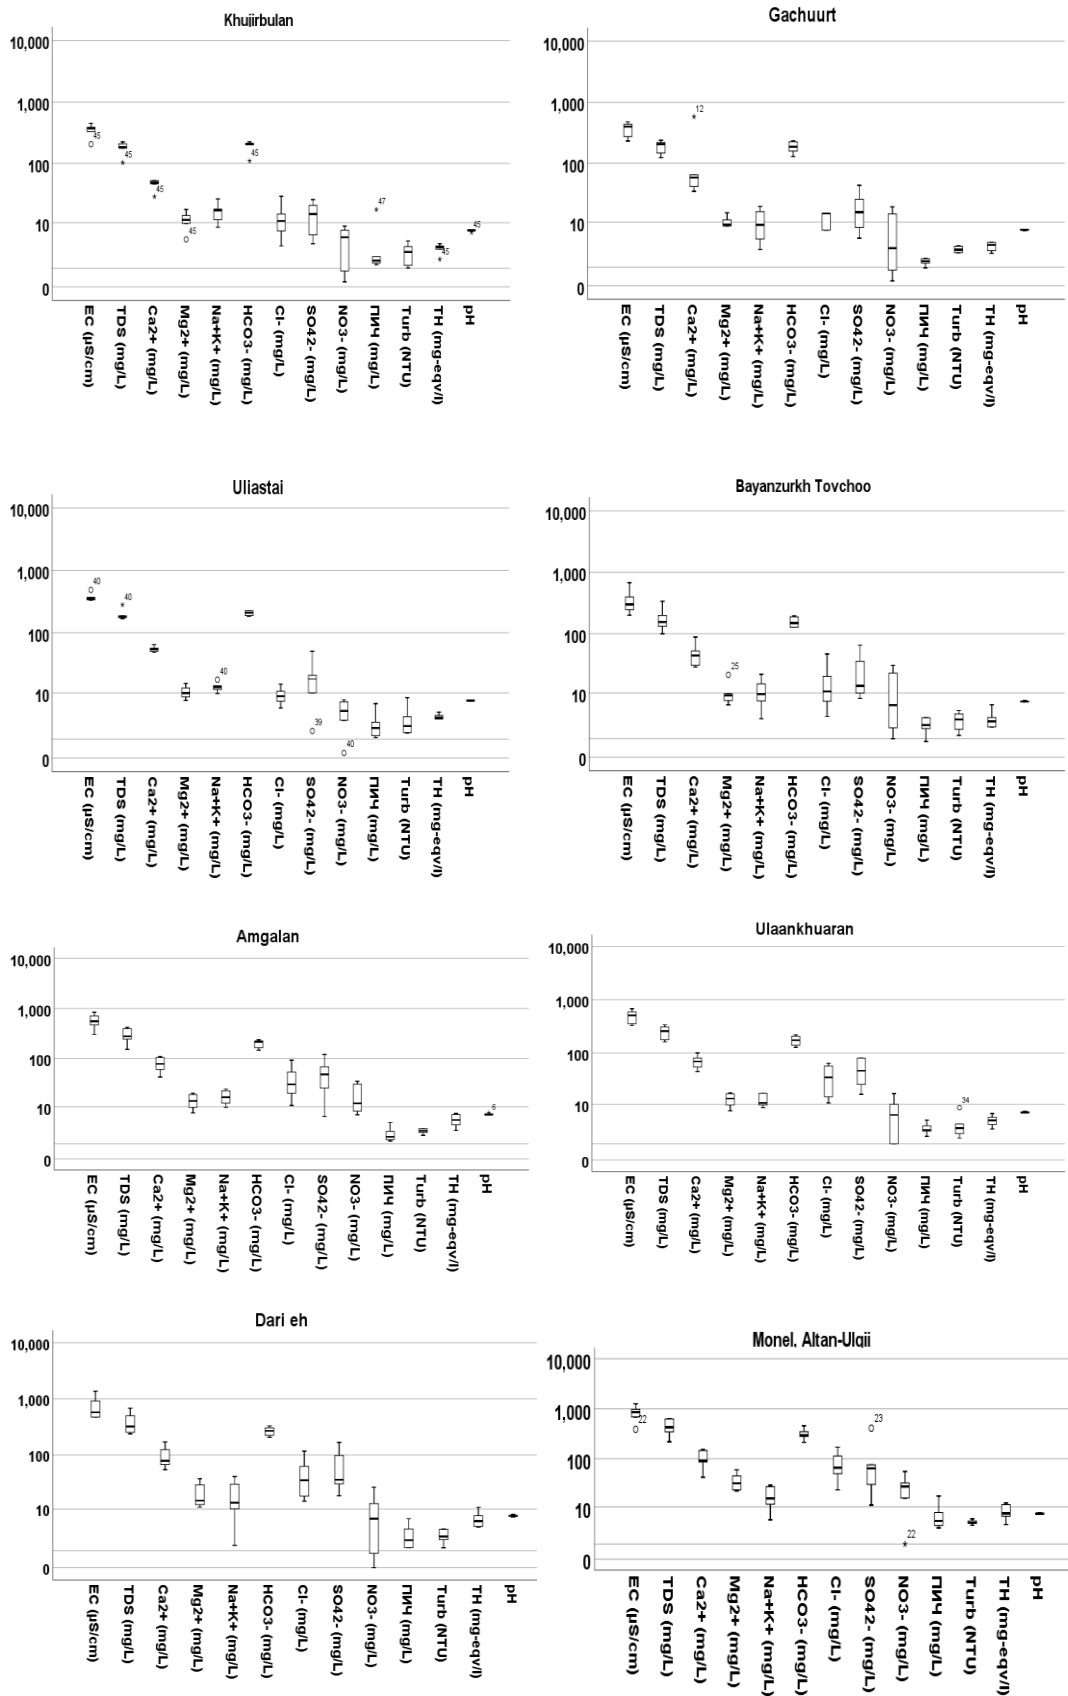 Khujirbulan
10,000
1,000
100
10
0
45
45
45
45
45
47
45
45
EC (µS/cm)
TDS (mg/L)
Ca2+ (mg/L)
Mg2+ (mg/L)
Na+K+ (mg/L)
HCO3- (mg/L)
Cl- (mg/L)
SO42- (mg/L)
NO3- (mg/L)
ПИЧ (mg/L)
Turb (NTU)
TH (mg-eqv/l)
pH
Gachuurt
10,000
1,000
100
10
0
12
EC (µS/cm)
TDS (mg/L)
Ca2+ (mg/L)
Mg2+ (mg/L)
Na+K+ (mg/L)
HCO3- (mg/L)
Cl- (mg/L)
SO42- (mg/L)
NO3- (mg/L)
ПИЧ (mg/L)
Turb (NTU)
TH (mg-eqv/l)
pH
Uliastai
10,000
1,000
100
10
0
40
40
40
39
40
EC (µS/cm)
TDS (mg/L)
Ca2+ (mg/L)
Mg2+ (mg/L)
Na+K+ (mg/L)
HCO3- (mg/L)
Cl- (mg/L)
SO42- (mg/L)
NO3- (mg/L)
ПИЧ (mg/L)
Turb (NTU)
TH (mg-eqv/l)
pH
Bayanzurkh Tovchoo
10,000
1,000
100
10
0
25
EC (µS/cm)
TDS (mg/L)
Ca2+ (mg/L)
Mg2+ (mg/L)
Na+K+ (mg/L)
HCO3- (mg/L)
Cl- (mg/L)
SO42- (mg/L)
NO3- (mg/L)
ПИЧ (mg/L)
Turb (NTU)
TH (mg-eqv/l)
pH
Amgalan
10,000
1,000
100
10
0
6
EC (µS/cm)
TDS (mg/L)
Ca2+ (mg/L)
Mg2+ (mg/L)
Na+K+ (mg/L)
HCO3- (mg/L)
Cl- (mg/L)
SO42- (mg/L)
NO3- (mg/L)
ПИЧ (mg/L)
Turb (NTU)
TH (mg-eqv/l)
pH
Ulaankhuaran
10,000
1,000
100
10
0
34
EC (µS/cm)
TDS (mg/L)
Ca2+ (mg/L)
Mg2+ (mg/L)
Na+K+ (mg/L)
HCO3- (mg/L)
Cl- (mg/L)
SO42- (mg/L)
NO3- (mg/L)
ПИЧ (mg/L)
Turb (NTU)
TH (mg-eqv/l)
pH
Dari eh
10,000
1,000
100
10
0
EC (µS/cm)
TDS (mg/L)
Ca2+ (mg/L)
Mg2+ (mg/L)
Na+K+ (mg/L)
HCO3- (mg/L)
Cl- (mg/L)
SO42- (mg/L)
NO3- (mg/L)
ПИЧ (mg/L)
Turb (NTU)
TH (mg-eqv/l)
pH
Monel, Altan-Ulgii
10,000
1,000
100
10
0
22
23
22
EC (µS/cm)
TDS (mg/L)
Ca2+ (mg/L)
Mg2+ (mg/L)
Na+K+ (mg/L)
HCO3- (mg/L)
Cl- (mg/L)
SO42- (mg/L)
NO3- (mg/L)
ПИЧ (mg/L)
Turb (NTU)
TH (mg-eqv/l)
pH